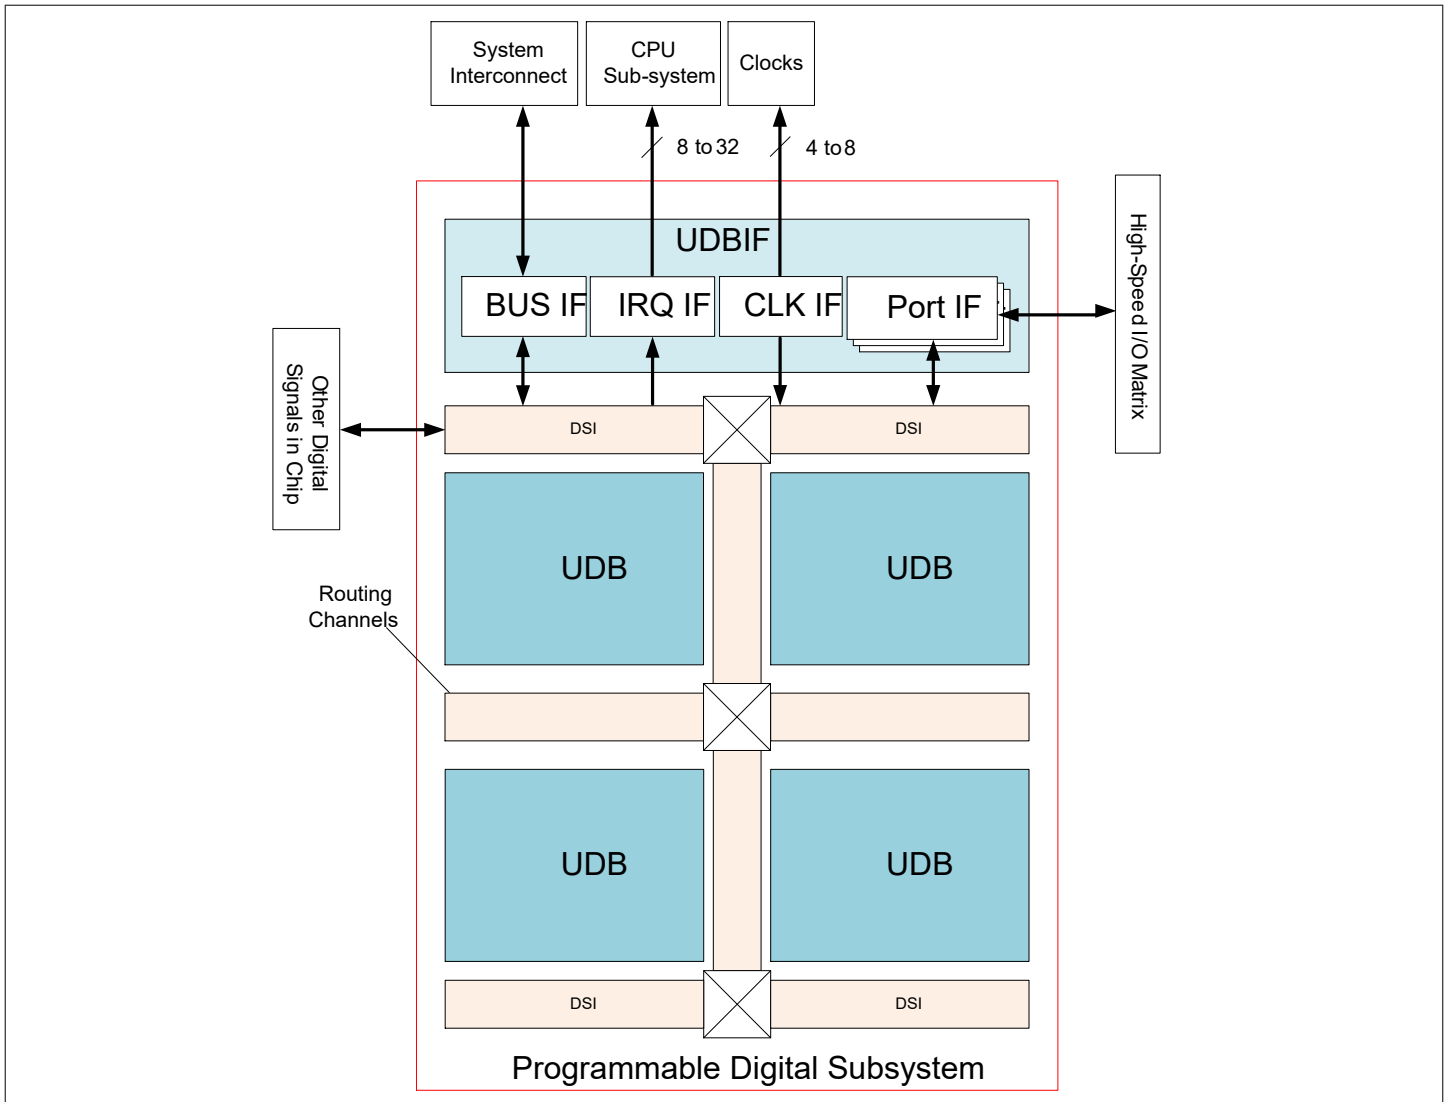 System
Interconnect
CPU
Sub-system
Clocks
8 to 32
4 to 8
UDBIF
BUS IF
IRQ IF
CLK IF
Port IF
High-Speed I/O Matrix
Other Digital
Signals in Chip
DSI
DSI
UDB
UDB
Routing
Channels
UDB
UDB
DSI
DSI
Programmable Digital Subsystem